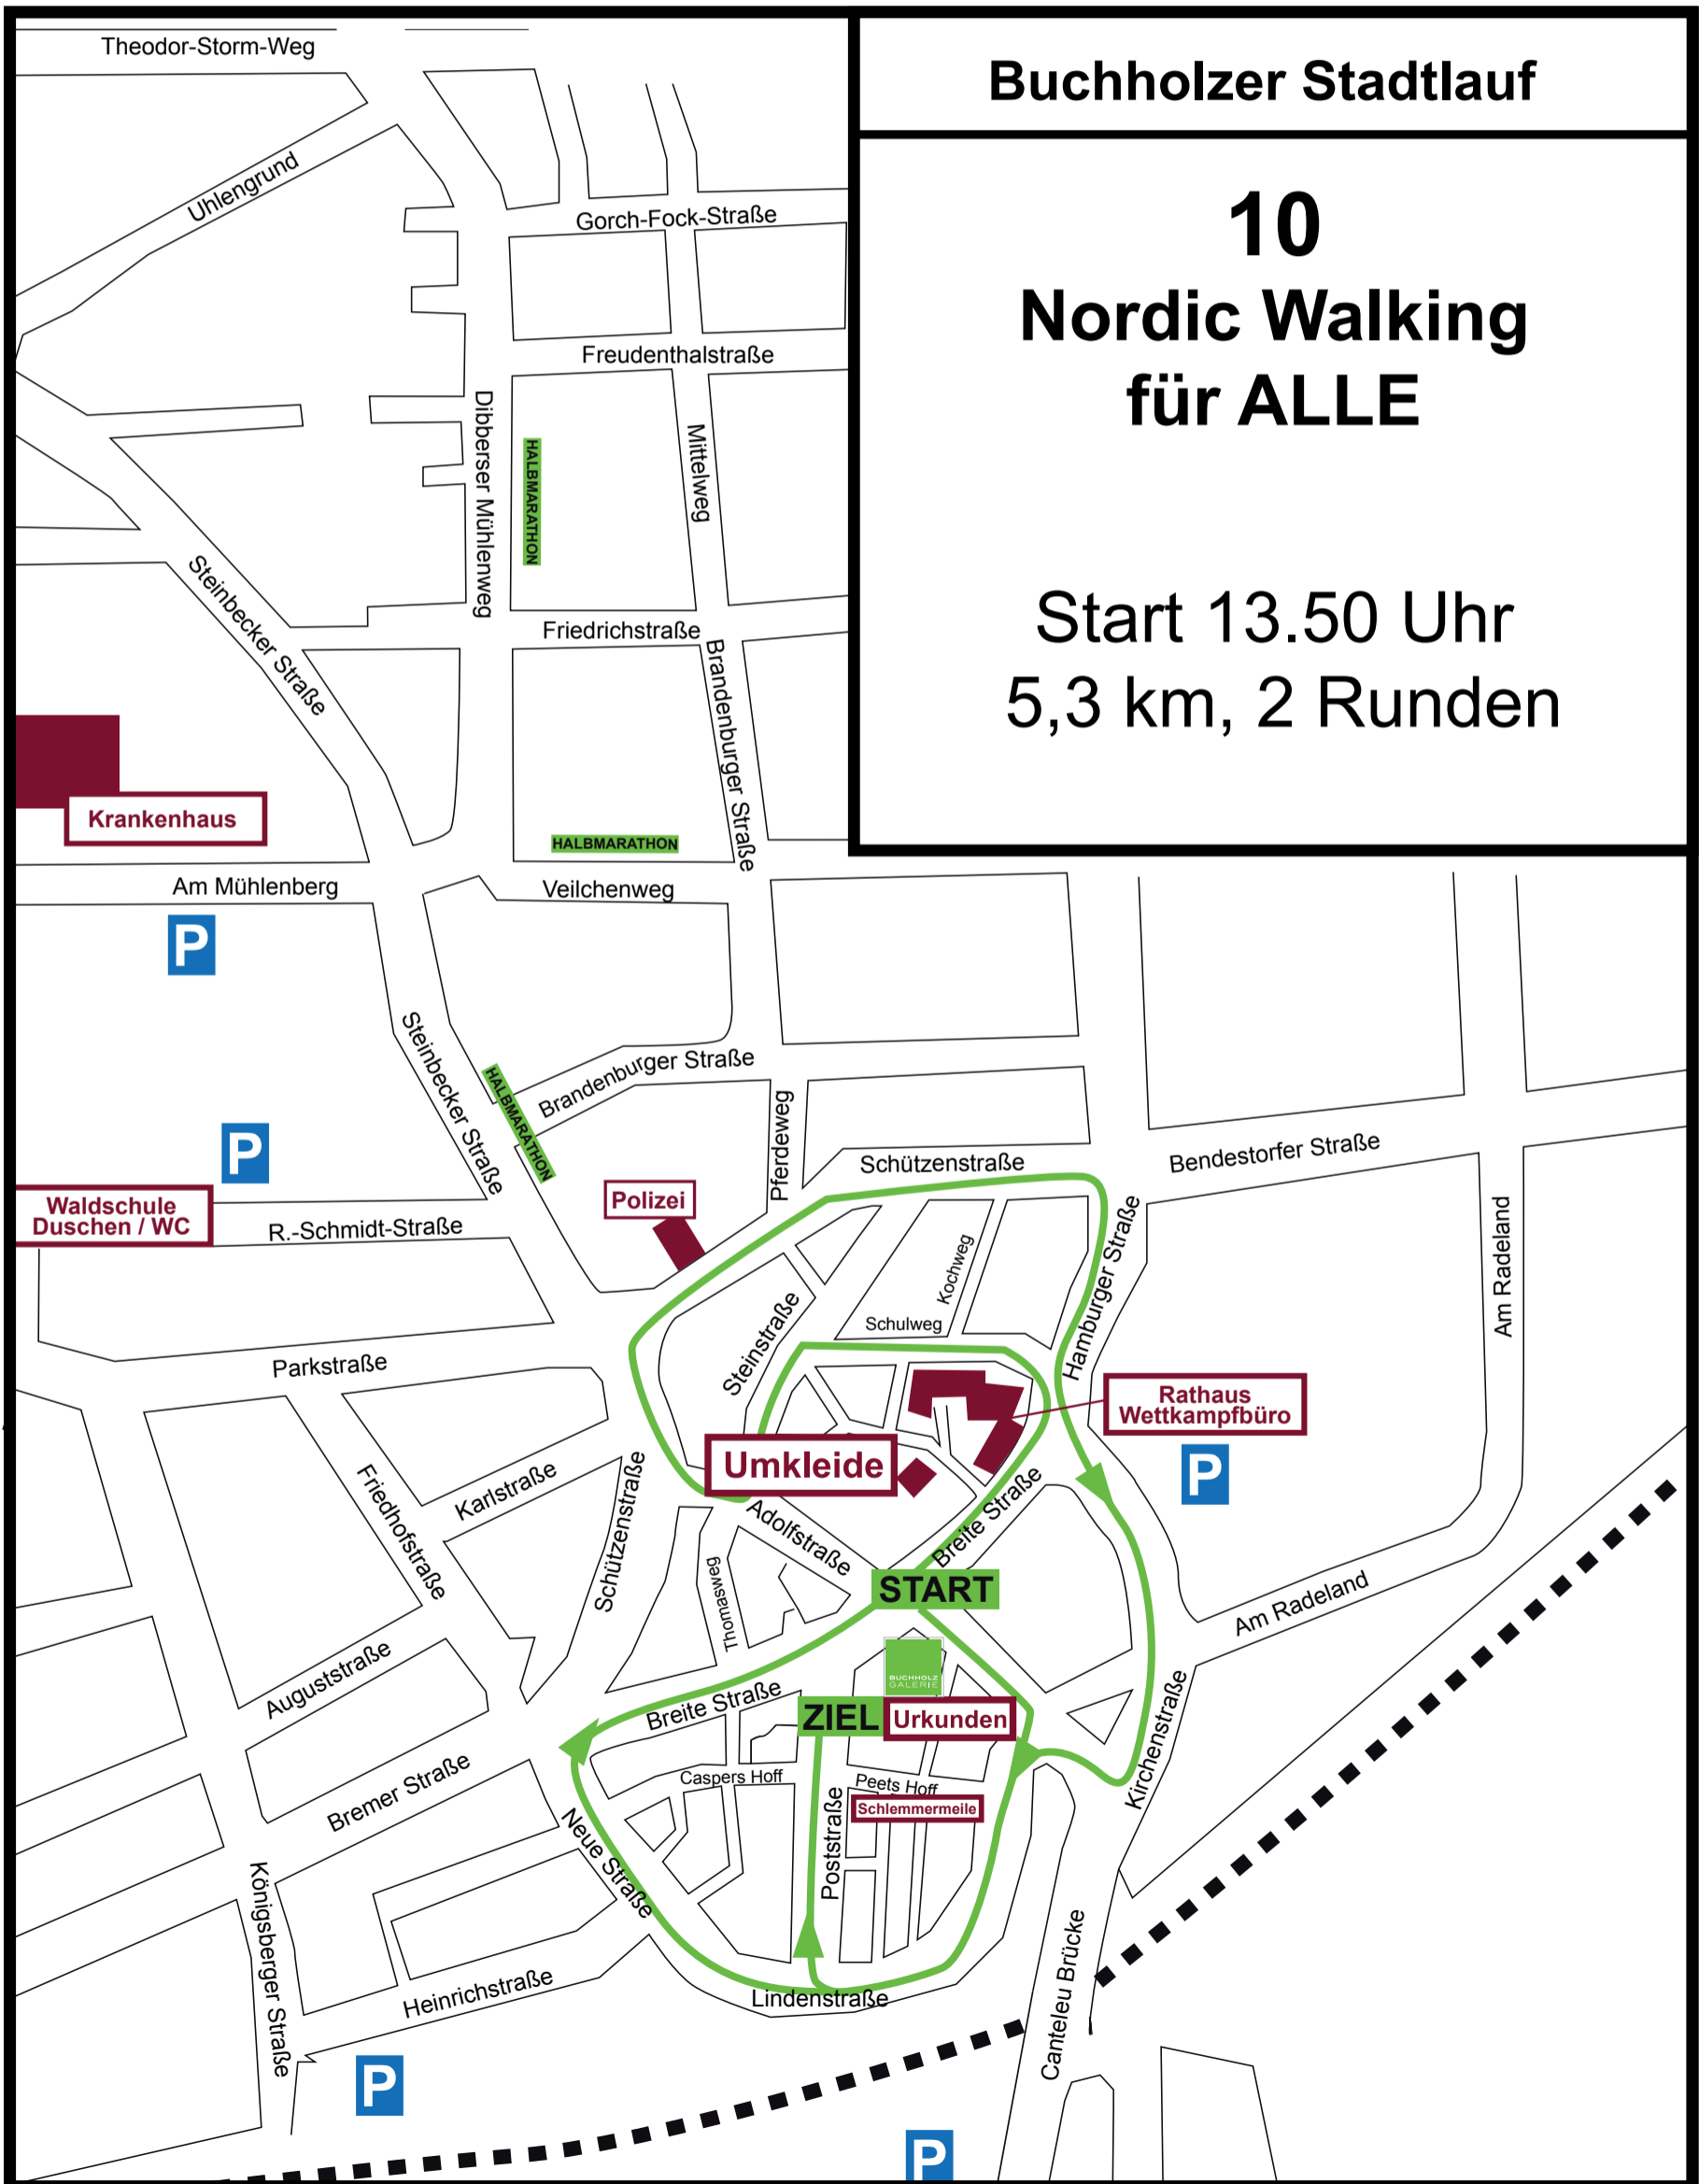 Theodor-Storm-Weg
Buchholzer Stadtlauf
10
Nordic Walking
für ALLE
Start 13.50 Uhr
5,3 km, 2 Runden
Uhlengrund
Gorch-Fock-Straße
Freudenthalstraße
Dibberser Mühlenweg
HALBMARATHON
Mittelweg
Steinbecker Straße
Friedrichstraße
Brandenburger Straße
Krankenhaus
HALBMARATHON
Am Mühlenberg
Veilchenweg
P
Steinbecker Straße
HALBMARATHON
Brandenburger Straße
Pferdeweg
P
Schützenstraße
Bendestorfer Straße
Waldschule
Duschen / WC
R.-Schmidt-Straße
Polizei
Kochweg
Hamburger Straße
Am Radeland
Steinstraße
Schulweg
Parkstraße
Rathaus
Wettkampfbüro
Umkleide
P
Friedhofstraße
Karlstraße
Schützenstraße
Adolfstraße
Breite Straße
Thomasweg
START
Am Radeland
Auguststraße
BUCHHOLZ
GALERIE
Breite Straße
ZIEL
Urkunden
Kirchenstraße
Bremer Straße
Caspers Hoff
Peets Hoff
Schlemmermeile
Neue Straße
Poststraße
Königsberger Straße
Heinrichstraße
Lindenstraße
Canteleu Brücke
P
P